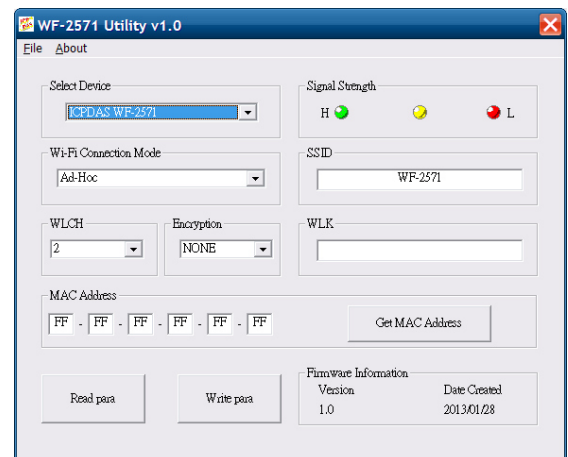 WF-2571 Utility v1.0
File About
Select Device
ICPDAS WF-2571
Signal Strength
H L
Wi-Fi Connection Mode
Ad-Hoc
SSID
WF-2571
WLCH
2
Encryption
NONE
WLK
MAC Address
FF - FF - FF - FF - FF - FF
Get MAC Address
Read para
Write para
Firmware Information
Version Date Created
1.0 2013/01/28